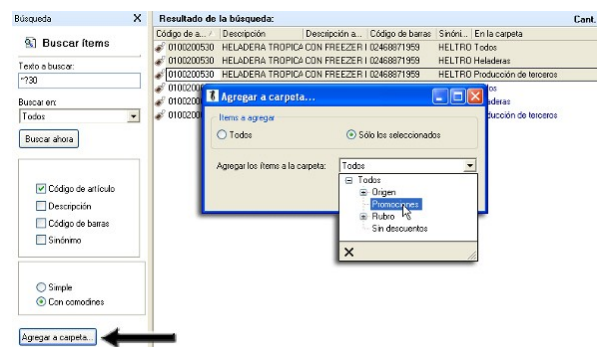 Búsqueda X
Buscar ítems
Texto a buscar:
*?30
Buscar en:
Todos
Buscar ahora
Código de artículo
Descripción
Código de barras
Sinónimo
Simple
Con comodines
Agregar a carpeta...
Resultado de la búsqueda: Cant.
Código de a... Descripción Descripción a... Código de barras Sinóni... En la carpeta
0100200530 HELADERA TROPICA CON FREEZER I 02468871959 HELTRO Todos
0100200530 HELADERA TROPICA CON FREEZER I 02468871959 HELTRO Heladeras
0100200530 HELADERA TROPICA CON FREEZER I 02468871959 HELTRO Producción de terceros
Agregar a carpeta...
Items a agregar
Todos Sólo los seleccionados
Agregar los ítems a la carpeta: Todos
Todos
Origen
Promociones
Rubro
Sin descuentos